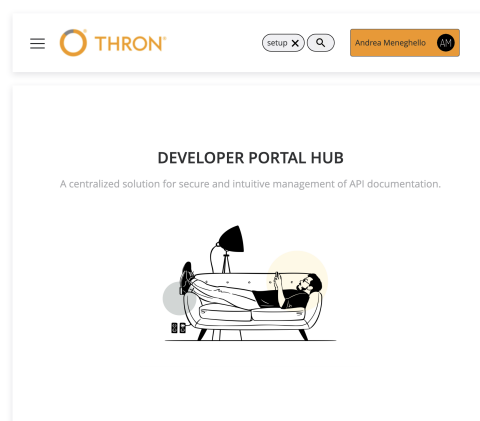 THRON
setup
Andrea Meneghello
AM
DEVELOPER PORTAL HUB
A centralized solution for secure and intuitive management of API documentation.